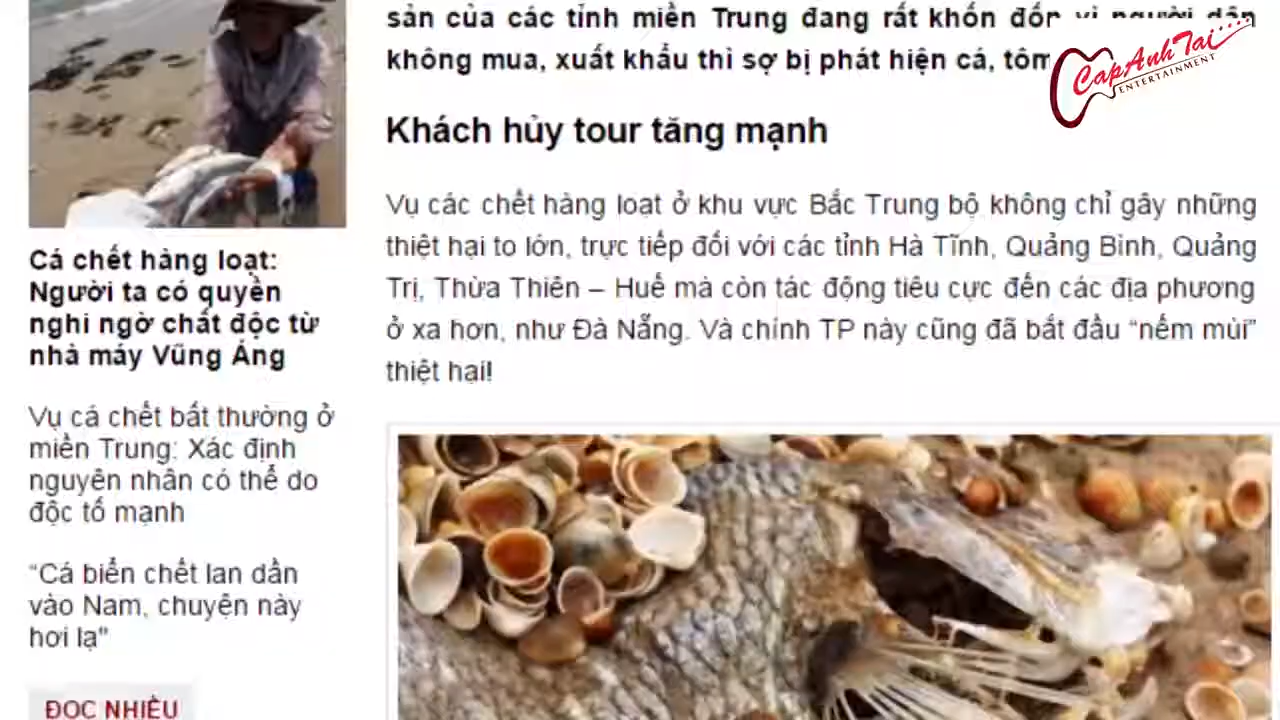 sản của các tỉnh miền Trung đang rất khốn đốn vì người dân
không mua, xuất khẩu thì sợ bị phát hiện cá, tôm
CapAnhTai
ENTERTAINMENT
Khách hủy tour tăng mạnh
Vụ các chết hàng loạt ở khu vực Bắc Trung bộ không chỉ gây những
thiệt hại to lớn, trực tiếp đối với các tỉnh Hà Tĩnh, Quảng Bình, Quảng
Trị, Thừa Thiên – Huế mà còn tác động tiêu cực đến các địa phương
ở xa hơn, như Đà Nẵng. Và chính TP này cũng đã bắt đầu “nếm mùi”
thiệt hại!
Cá chết hàng loạt:
Người ta có quyền
nghi ngờ chất độc từ
nhà máy Vũng Áng
Vụ cá chết bất thường ở
miền Trung: Xác định
nguyên nhân có thể do
độc tố mạnh
“Cá biển chết lan dần
vào Nam, chuyện này
hơi lạ"
ĐỌC NHIỀU